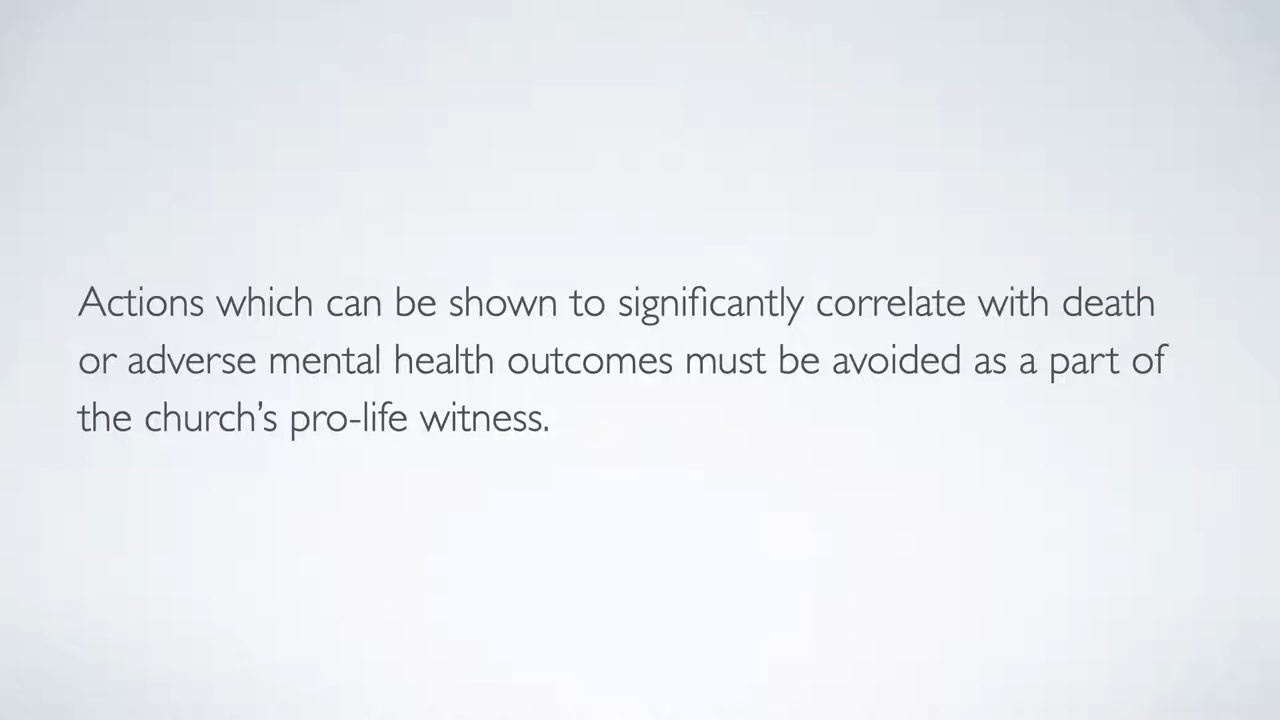 Actions which can be shown to significantly correlate with death
or adverse mental health outcomes must be avoided as a part of
the church’s pro-life witness.